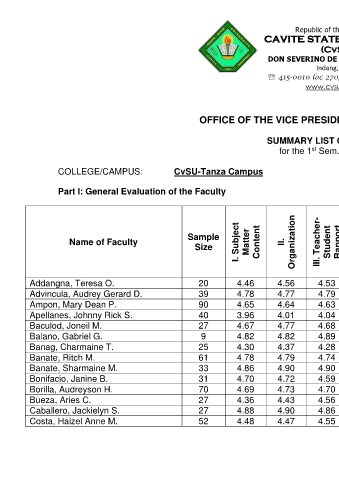 Republic of th
CAVITE STATE
(CvS
DON SEVERINO DE
Indang,
☏ 415-0010 loc 270,
www.cvsu
OFFICE OF THE VICE PRESIDE
SUMMARY LIST O
for the 1st Sem.
COLLEGE/CAMPUS: CvSU-Tanza Campus
Part I: General Evaluation of the Faculty
Name of Faculty
Sample
Size
I. Subject
Matter
Content
II.
Organization
III. Teacher-
Student
Rapport
Addangna, Teresa O. 20 4.46 4.56 4.53
Advincula, Audrey Gerard D. 39 4.78 4.77 4.79
Ampon, Mary Dean P. 90 4.65 4.64 4.63
Apellanes, Johnny Rick S. 40 3.96 4.01 4.04
Baculod, Joneil M. 27 4.67 4.77 4.68
Balano, Gabriel G. 9 4.82 4.82 4.89
Banag, Charmaine T. 25 4.30 4.37 4.28
Banate, Ritch M. 61 4.78 4.79 4.74
Banate, Sharmaine M. 33 4.86 4.90 4.90
Bonifacio, Janine B. 31 4.70 4.72 4.59
Borilla, Audreyson H. 70 4.69 4.73 4.70
Bueza, Aries C. 27 4.36 4.43 4.56
Caballero, Jackielyn S. 27 4.88 4.90 4.86
Costa, Haizel Anne M. 52 4.48 4.47 4.55